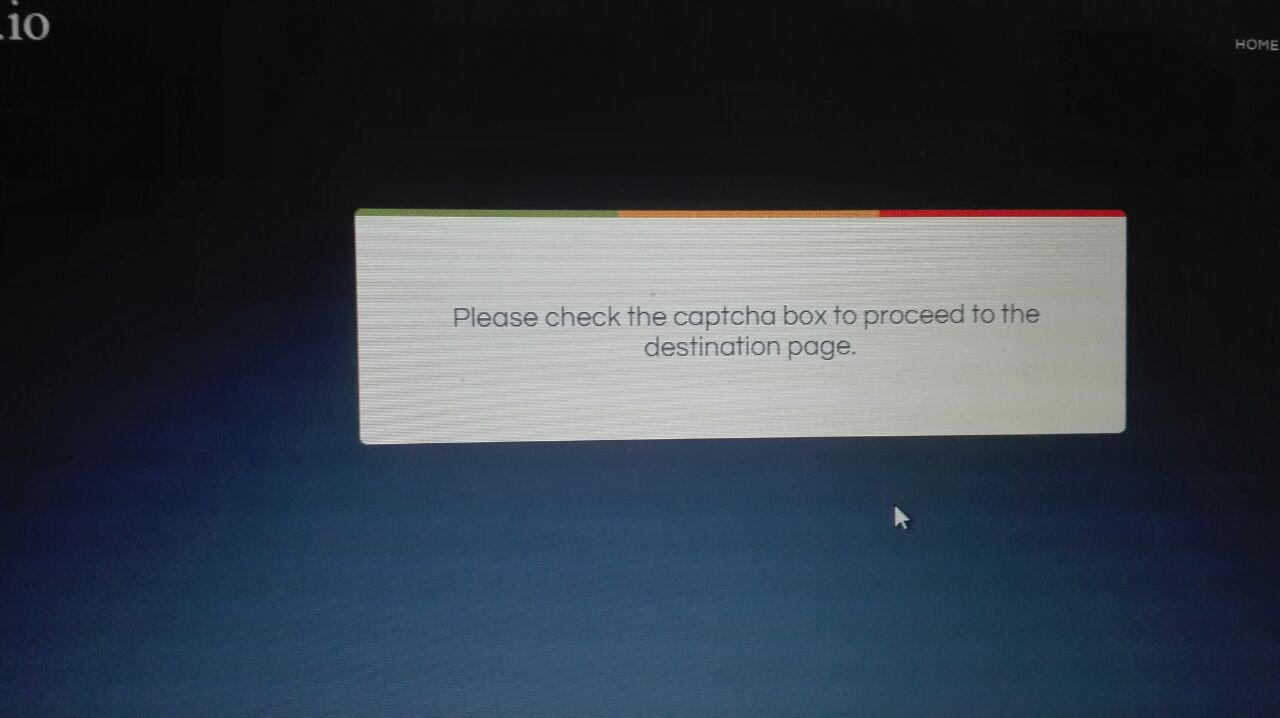 .io
HOME
Please check the captcha box to proceed to the
destination page.